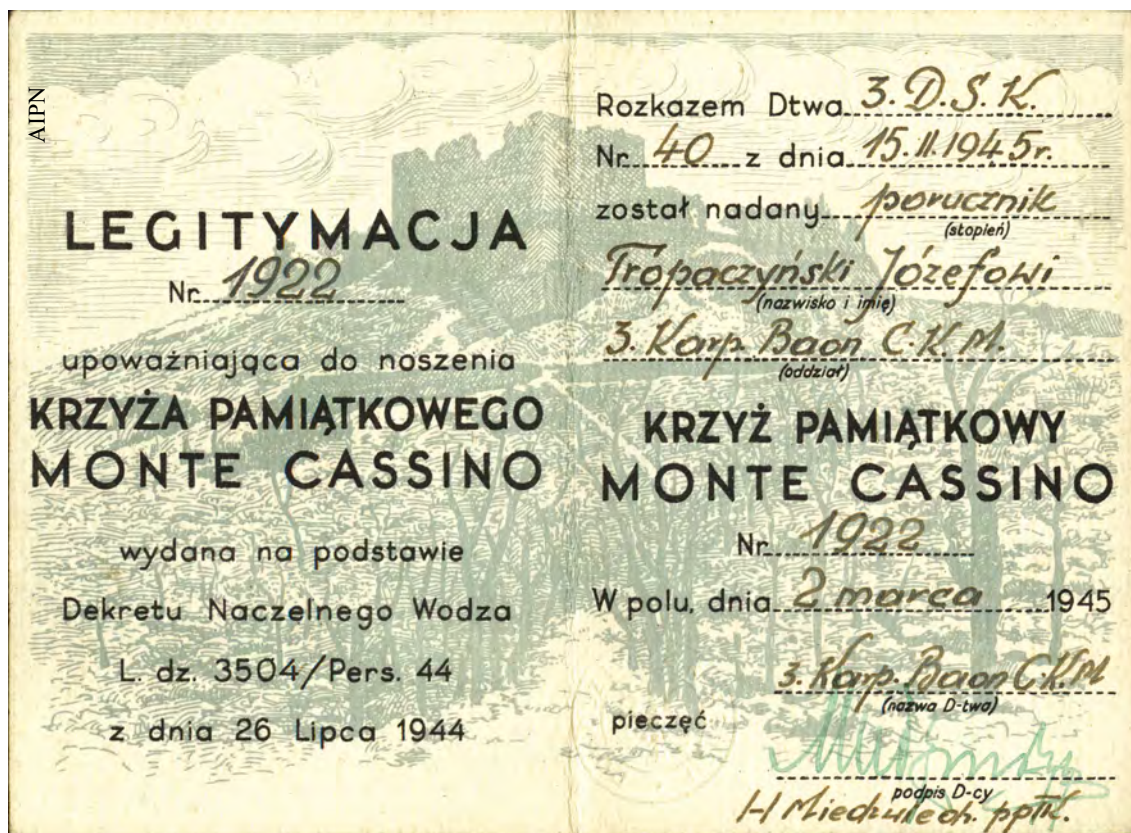 AIPN
LEGITYMACJA
Nr. 1922
upoważniająca do noszenia
KRZYŻA PAMIĄTKOWEGO
MONTE CASSINO
wydana na podstawie
Dekretu Naczelnego Wodza
L. dz. 3504/Pers. 44
z dnia 26 Lipca 1944
Rozkazem Dtwa 3. D. S. K.
Nr 40 z dnia 15.II.1945r.
został nadany porucznik
(stopień)
Tropaczyński Józefowi
(nazwisko i imię)
3. Karp. Baon C.K.M.
(oddział)
KRZYŻ PAMIĄTKOWY
MONTE CASSINO
Nr. 1922
W polu, dnia 2 marca 1945
3. Karp. Baon C.K.M
(nazwa D-twa)
pieczęć
podpis D-cy
ppłk.